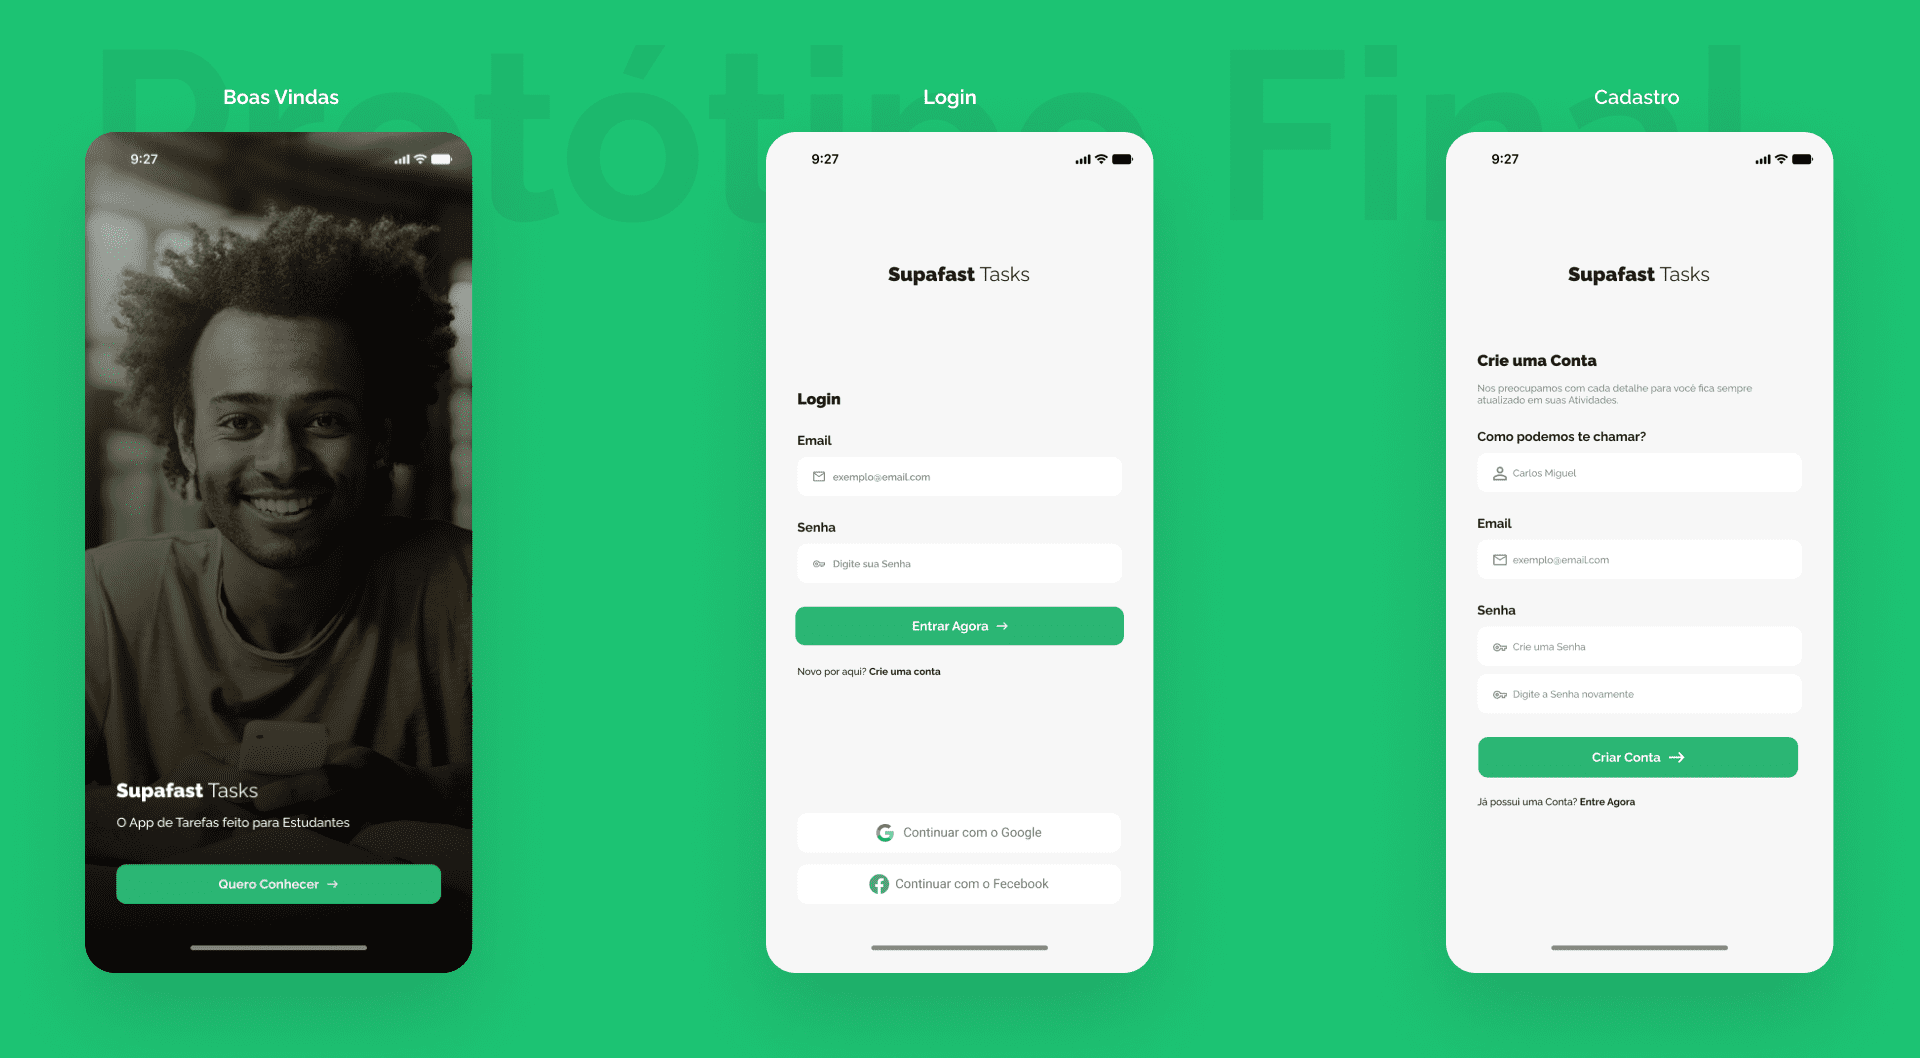 Protótipo Final
Boas Vindas
9:27
Supafast Tasks
O App de Tarefas feito para Estudantes
Quero Conhecer
Login
9:27
Supafast Tasks
Login
Email
exemplo@email.com
Senha
Digite sua Senha
Entrar Agora
Novo por aqui? Crie uma conta
Continuar com o Google
Continuar com o Fecebook
Cadastro
9:27
Supafast Tasks
Crie uma Conta
Nos preocupamos com cada detalhe para você fica sempre
atualizado em suas Atividades.
Como podemos te chamar?
Carlos Miguel
Email
exemplo@email.com
Senha
Crie uma Senha
Digite a Senha novamente
Criar Conta
Já possui uma Conta? Entre Agora